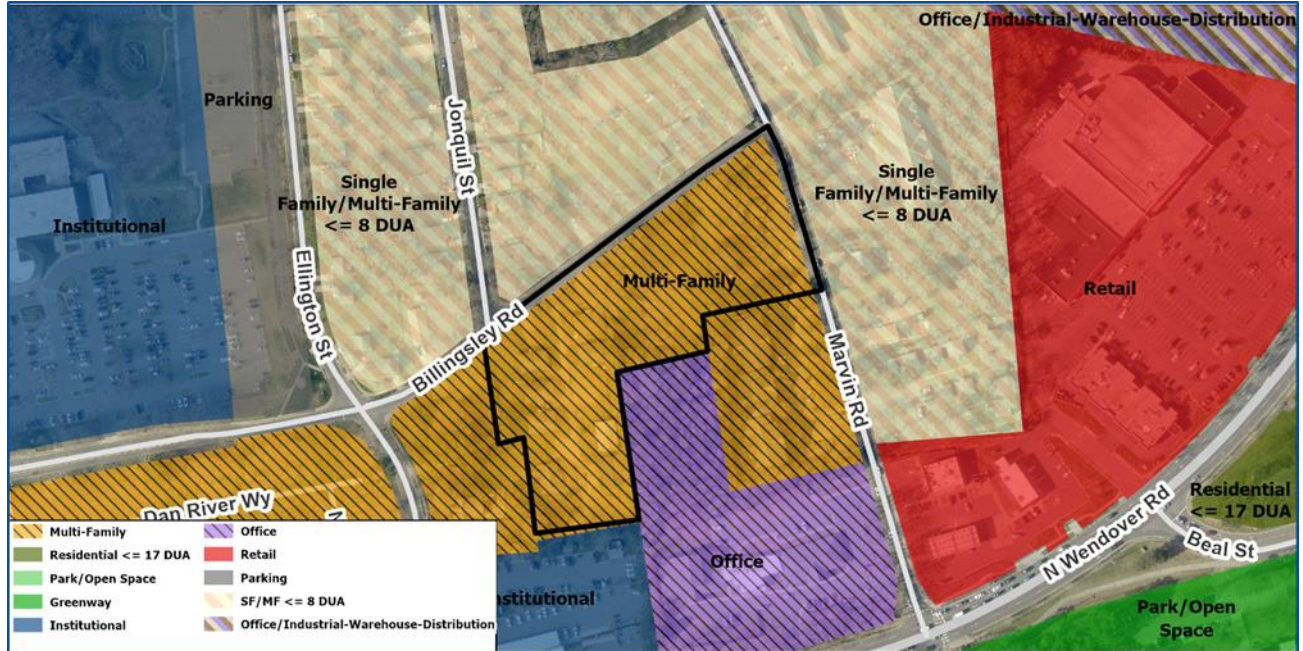 Office/Industrial-Warehouse-Distribution
Parking
Jonquil St
Single
Family/Multi-Family
<= 8 DUA
Single
Family/Multi-Family
<= 8 DUA
Institutional
Ellington St
Multi-Family
Retail
Billingsley Rd
Marvin Rd
Dan River Wy
N Wendover Rd
Residential
<= 17 DUA
Beal St
Office
nstitutional
Park/Open
Space
Multi-Family
Residential <= 17 DUA
Park/Open Space
Greenway
Institutional
Office
Retail
Parking
SF/MF <= 8 DUA
Office/Industrial-Warehouse-Distribution